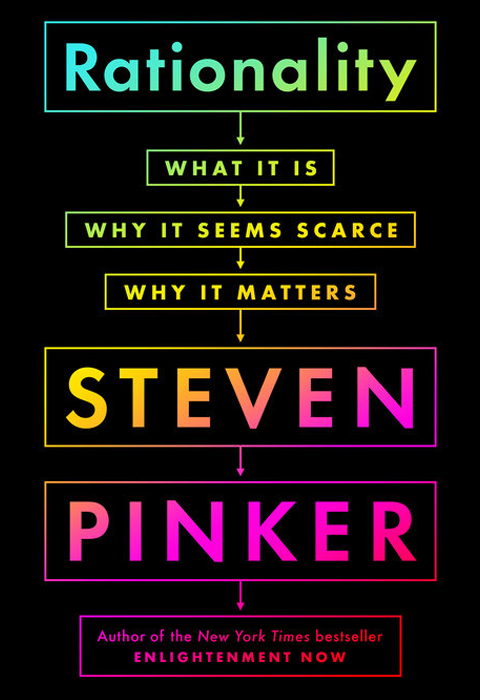 Rationality
WHAT IT IS
WHY IT SEEMS SCARCE
WHY IT MATTERS
STEVEN
PINKER
Author of the New York Times bestseller
ENLIGHTENMENT NOW